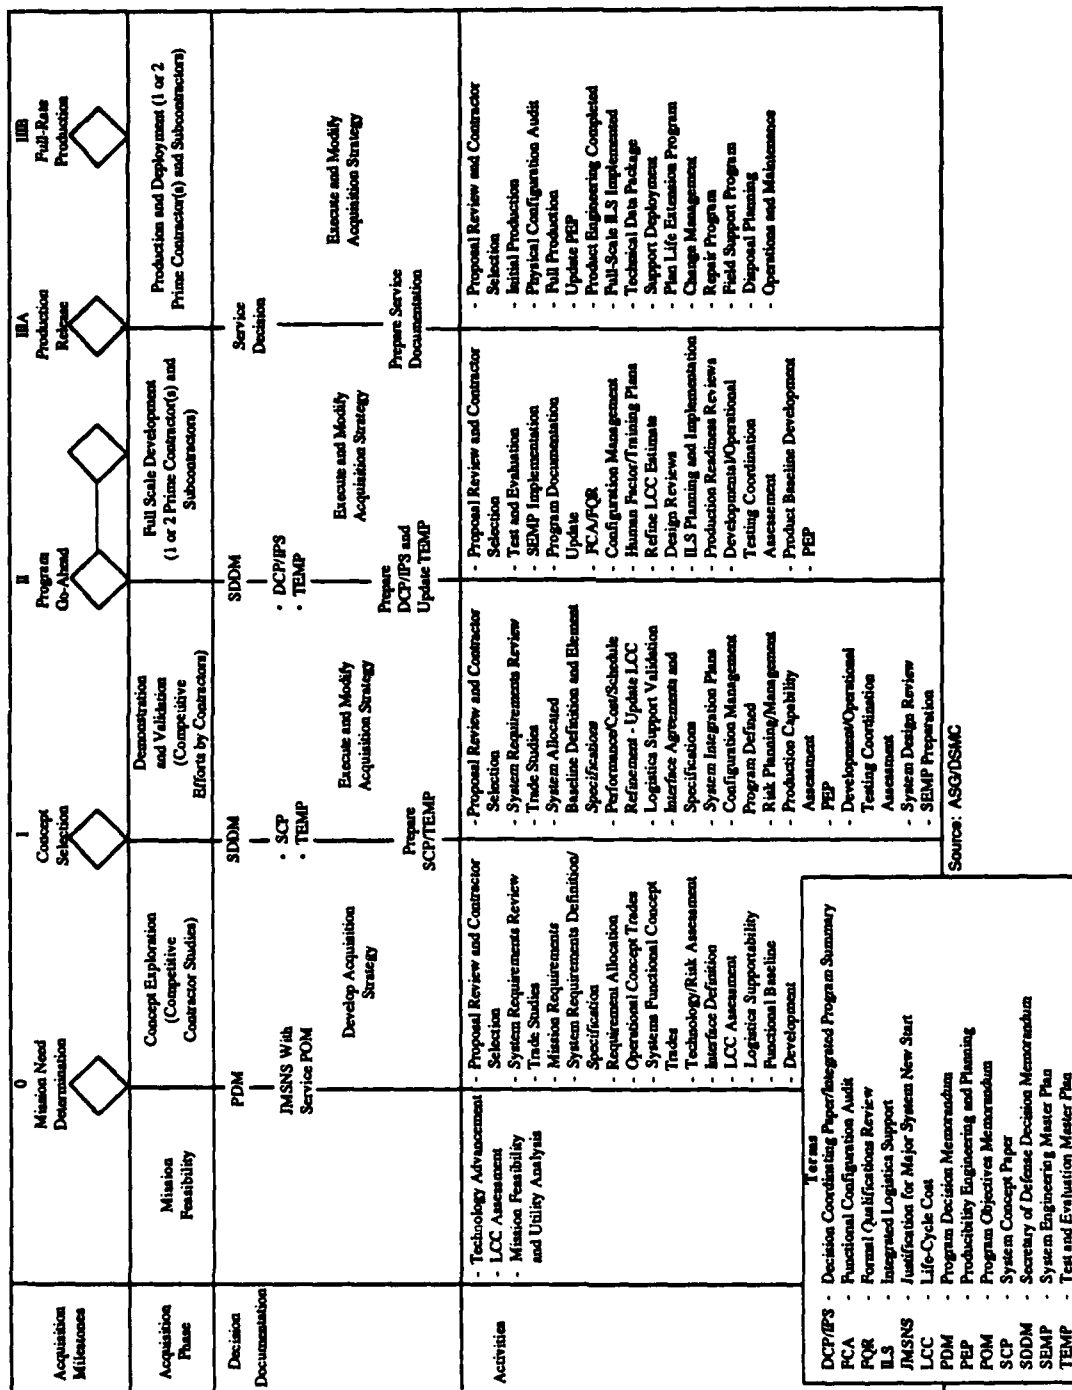 Acquisition
Milestones
0
Mission Need
Determination
I
Concept
Selection
II
Program
Go-Ahead
IIIA
Production
Release
IIIB
Full-Rate
Production
Acquisition
Phase
Mission
Feasibility
Concept Exploration
(Competitive
Contractor Studies)
Demonstration
and Validation
(Competitive
Efforts by Contractors)
Full Scale Development
(1 or 2 Prime Contractor(s) and
Subcontractors)
Production and Deployment (1 or 2
Prime Contractor(s) and Subcontractors)
Decision
Documentation
PDM
JMSNS With
Service POM
Develop Acquisition
Strategy
SDDM
· SCP
· TEMP
Prepare
SCP/TEMP
Execute and Modify
Acquisition Strategy
SDDM
· DCP/IPS
· TEMP
Prepare
DCP/IPS and
Update TEMP
Execute and Modify
Acquisition Strategy
Service
Decision
Prepare Service
Documentation
Execute and Modify
Acquisition Strategy
Activities
- Technology Advancement
- LCC Assessment
- Mission Feasibility
and Utility Analysis
- Proposal Review and Contractor
Selection
- System Requirements Review
- Trade Studies
- Mission Requirements
- System Requirements Definition/
Specification
- Requirement Allocation
- Operational Concept Trades
- Systems Functional Concept
Trades
- Technology/Risk Assessment
- Interface Definition
- LCC Assessment
- Logistics Supportability
- Functional Baseline
- Development
- Proposal Review and Contractor
Selection
- System Requirements Review
- Trade Studies
- System Allocated
Baseline Definition and Element
Specifications
- Performance/Cost/Schedule
Refinement - Update LCC
- Logistics Support Validation
- Interface Agreements and
Specifications
- System Integration Plans
- Configuration Management
Program Defined
- Risk Planning/Management
- Production Capability
Assessment
- PEP
- Development/Operational
Testing Coordination
Assessment
- System Design Review
- SEMP Preparation
- Proposal Review and Contractor
Selection
- Test and Evaluation
- SEMP Implementation
- Program Documentation
Update
- FCA/FQR
- Configuration Management
- Human Factor/Training Plans
- Refine LCC Estimate
- Design Reviews
- ILS Planning and Implementation
- Production Readiness Reviews
- Developmental/Operational
Testing Coordination
Assessment
- Product Baseline Development
- PEP
- Proposal Review and Contractor
Selection
- Initial Production
- Physical Configuration Audit
- Full Production
- Update PEP
- Product Engineering Completed
- Full-Scale ILS Implemented
- Technical Data Package
- Support Deployment
- Plan Life Extension Program
- Change Management
- Repair Program
- Field Support Program
- Disposal Planning
- Operations and Maintenance
Source: ASG/DSMC
Terms
DCP/IPS - Decision Coordinating Paper/Integrated Program Summary
FCA - Functional Configuration Audit
FQR - Formal Qualifications Review
ILS - Integrated Logistics Support
JMSNS - Justification for Major System New Start
LCC - Life-Cycle Cost
PDM - Program Decision Memorandum
PEP - Producibility Engineering and Planning
POM - Program Objectives Memorandum
SCP - System Concept Paper
SDDM - Secretary of Defense Decision Memorandum
SEMP - System Engineering Master Plan
TEMP - Test and Evaluation Master Plan